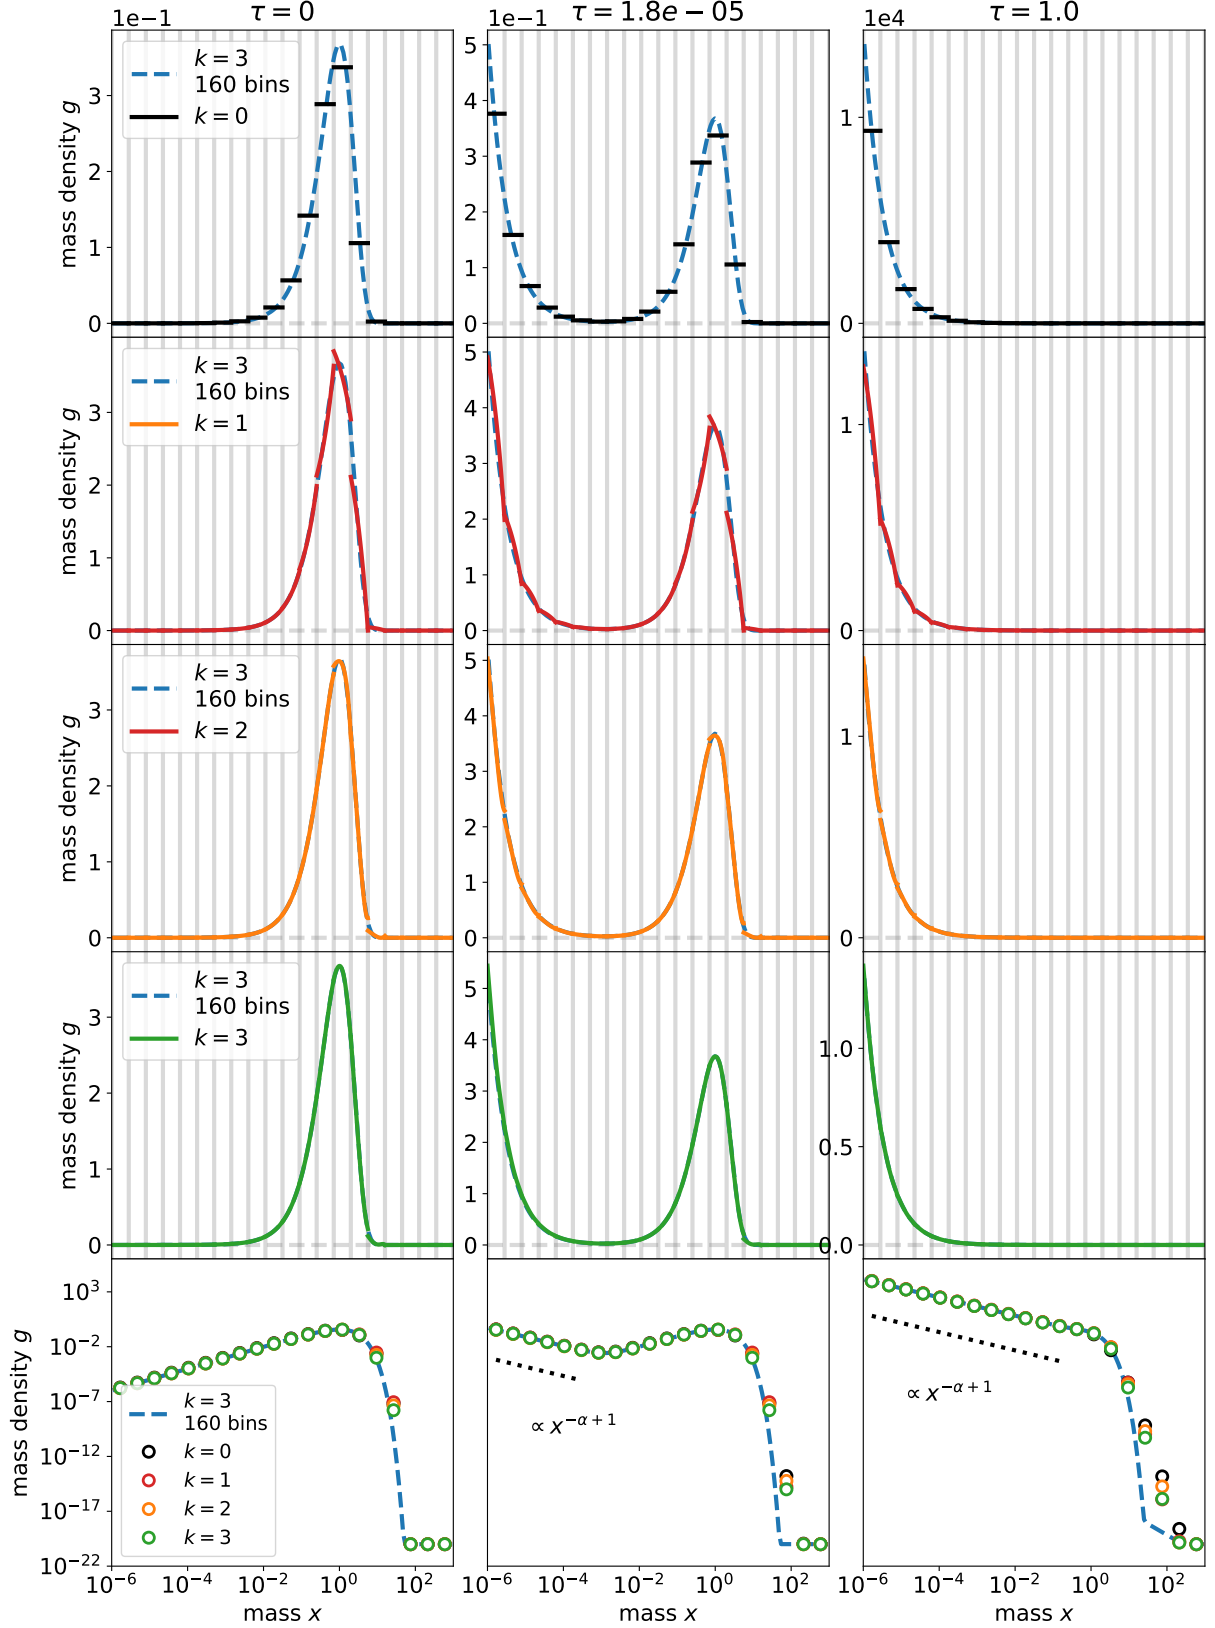 1e−1
τ = 0
1e−1
τ = 1.8e − 05
1e4
τ = 1.0
mass density g
3
2
1
0
k = 3
160 bins
k = 0
5
4
3
2
1
0
1
0
mass density g
3
2
1
0
k = 3
160 bins
k = 1
5
4
3
2
1
0
1
0
mass density g
3
2
1
0
k = 3
160 bins
k = 2
5
4
3
2
1
0
1
0
mass density g
3
2
1
0
k = 3
160 bins
k = 3
5
4
3
2
1
0
1.0
0.5
0.0
mass density g
10^3
10^−2
10^−7
10^−12
10^−17
10^−22
k = 3
160 bins
k = 0
k = 1
k = 2
k = 3
∝ x^−α+1
∝ x^−α+1
10^−6 10^−4 10^−2 10^0 10^2
10^−6 10^−4 10^−2 10^0 10^2
10^−6 10^−4 10^−2 10^0 10^2
mass x
mass x
mass x